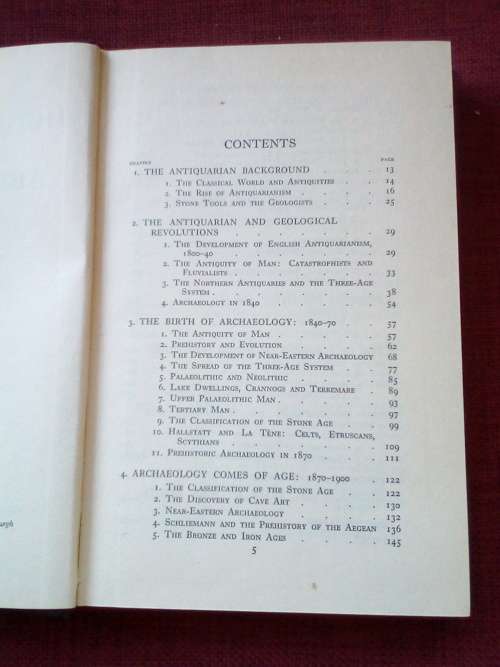 CONTENTS
CHAPTER PAGE
1. THE ANTIQUARIAN BACKGROUND . . . 13
1. The Classical World and Antiquities . . . 14
2. The Rise of Antiquarianism . . . . 16
3. Stone Tools and the Geologists . . . 25
2. THE ANTIQUARIAN AND GEOLOGICAL
REVOLUTIONS . . . . . . . 29
1. The Development of English Antiquarianism,
1800-40 . . . . . . . . 29
2. The Antiquity of Man: Catastrophists and
Fluvialists . . . . . . . 33
3. The Northern Antiquaries and the Three-Age
System . . . . . . . . 38
4. Archaeology in 1840 . . . . . 54
3. THE BIRTH OF ARCHAEOLOGY: 1840-70 . . 57
1. The Antiquity of Man . . . . . 57
2. Prehistory and Evolution . . . . 62
3. The Development of Near-Eastern Archaeology 68
4. The Spread of the Three-Age System . . 77
5. Palaeolithic and Neolithic . . . . 85
6. Lake Dwellings, Crannogs and Terremare . 89
7. Upper Palaeolithic Man . . . . . 93
8. Tertiary Man . . . . . . . 97
9. The Classification of the Stone Age . . 99
10. Hallstatt and La Tène: Celts, Etruscans,
Scythians . . . . . . . 109
11. Prehistoric Archaeology in 1870 . . . 111
4. ARCHAEOLOGY COMES OF AGE: 1870-1900 . 122
1. The Classification of the Stone Age . . 122
2. The Discovery of Cave Art . . . . 130
3. Near-Eastern Archaeology . . . . 132
4. Schliemann and the Prehistory of the Aegean 136
5. The Bronze and Iron Ages . . . . 145
5